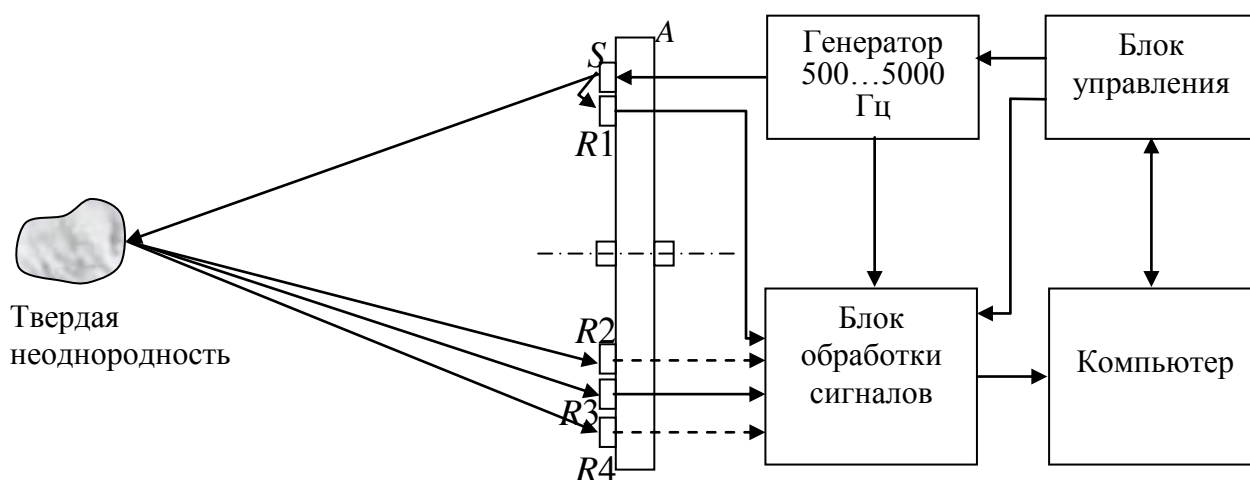 A
S
R1
Генератор
500…5000
Гц
Блок
управления
Твердая
неоднородность
R2
R3
R4
Блок
обработки
сигналов
Компьютер